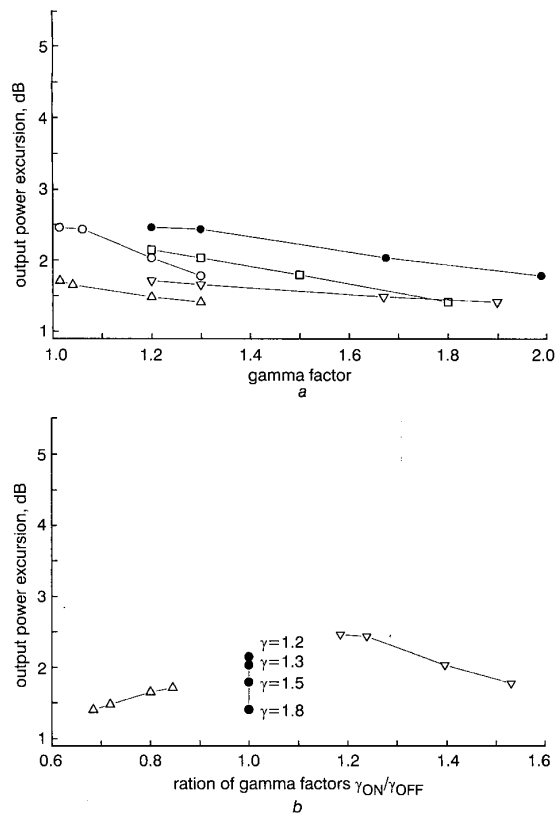 5
4
3
2
1
output power excursion, dB
1.0 1.2 1.4 1.6 1.8 2.0
gamma factor
a
5
4
3
2
1
output power excursion, dB
γ=1.2
γ=1.3
γ=1.5
γ=1.8
0.6 0.8 1.0 1.2 1.4 1.6
ration of gamma factors γON/γOFF
b